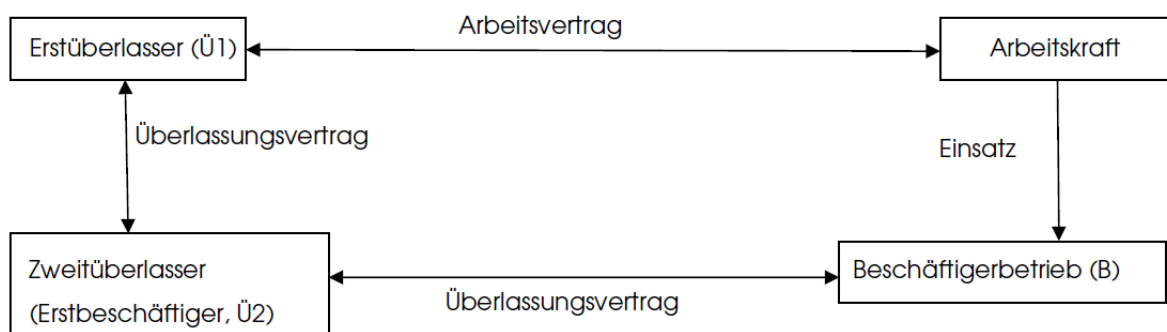 Arbeitsvertrag
Erstüberlasser (Ü1)
Arbeitskraft
Überlassungsvertrag
Einsatz
Zweitüberlasser
(Erstbeschäftiger, Ü2)
Beschäftigerbetrieb (B)
Überlassungsvertrag